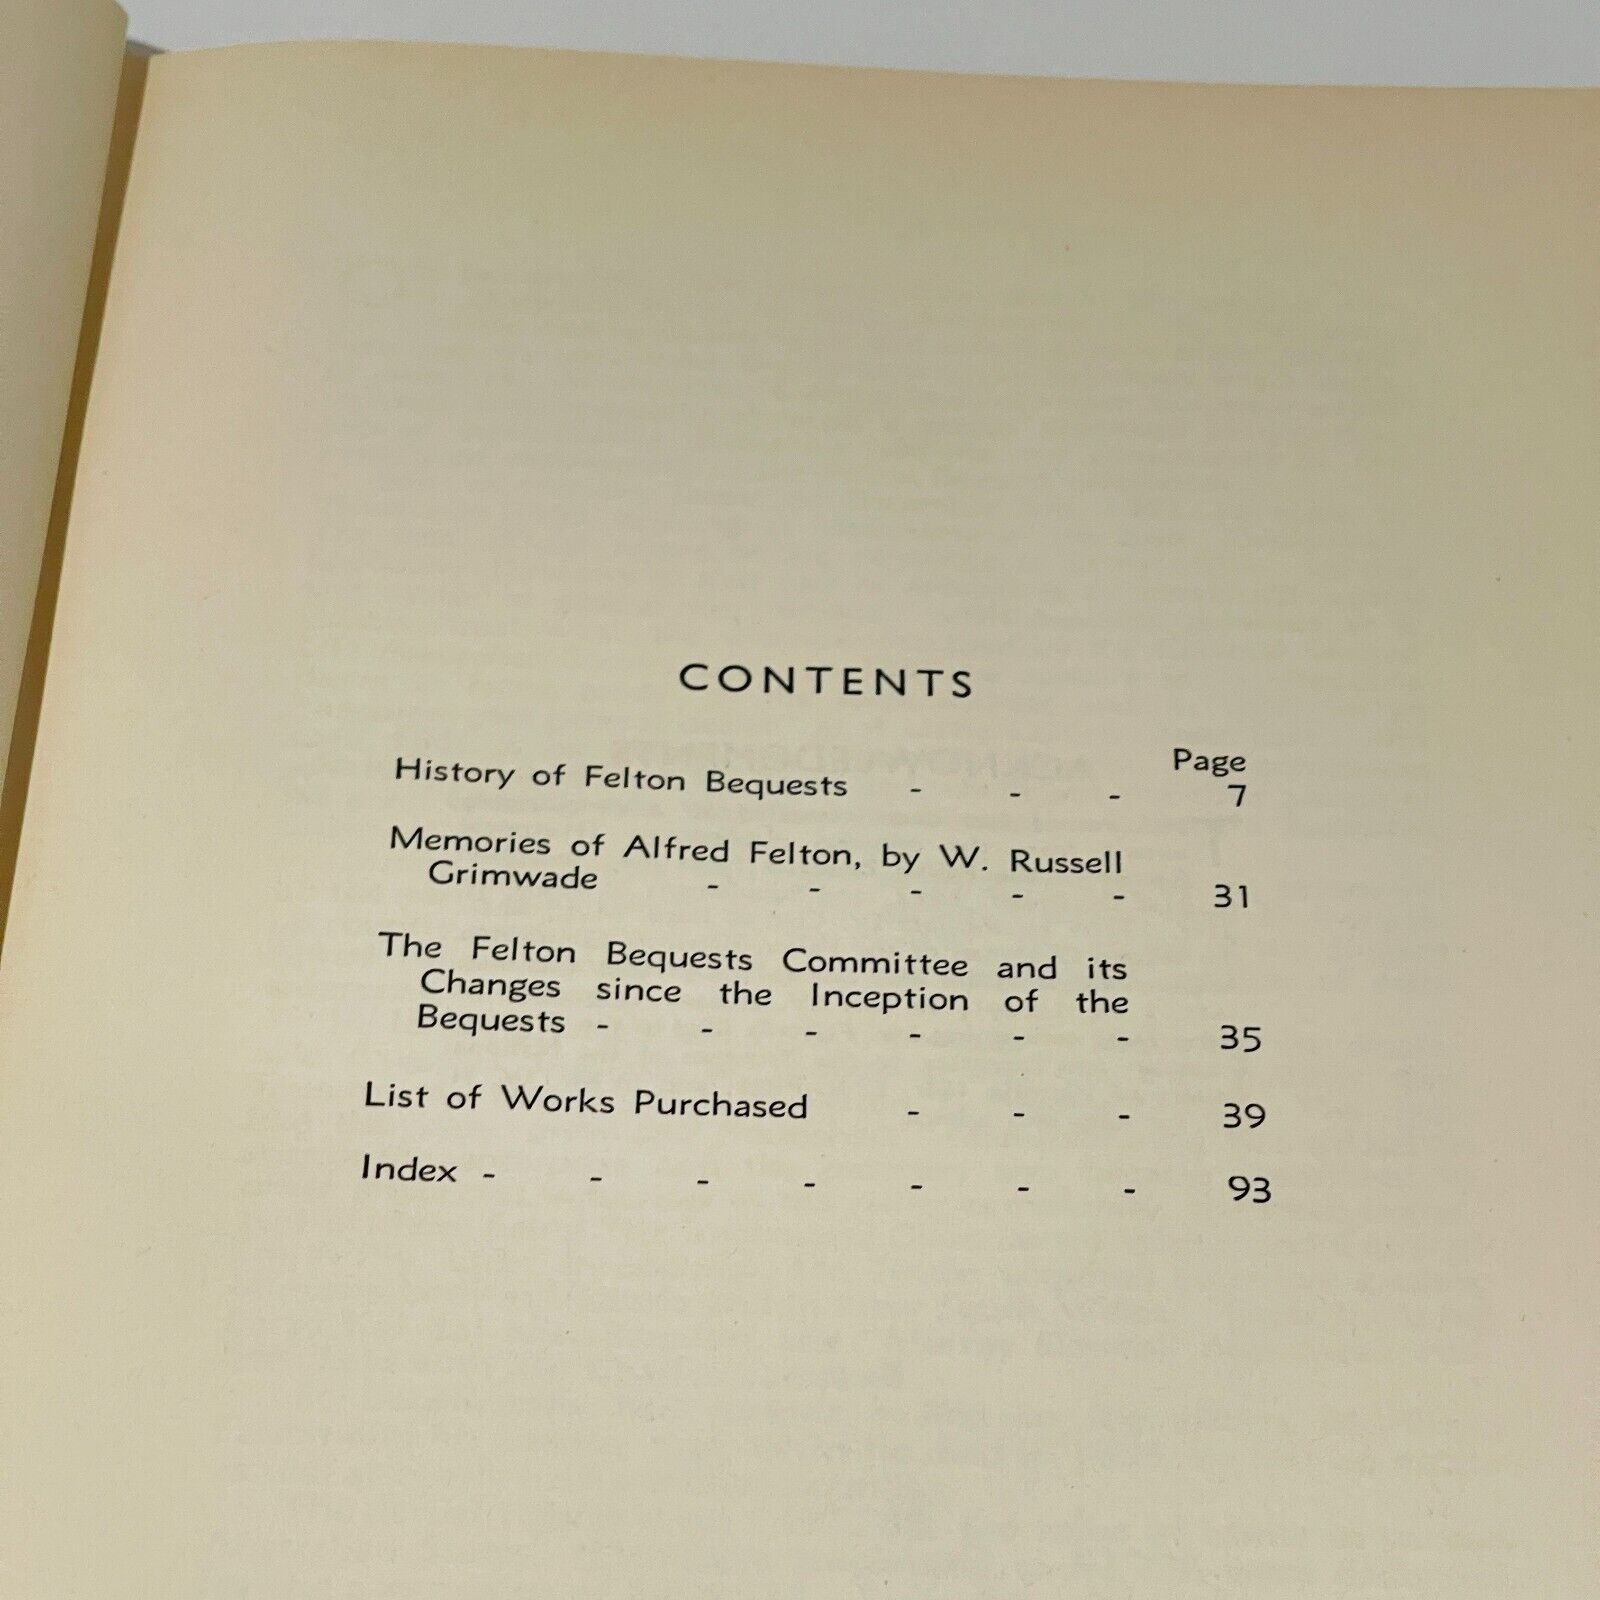 CONTENTS
Page
History of Felton Bequests - - - 7
Memories of Alfred Felton, by W. Russell
Grimwade - - - - - 31
The Felton Bequests Committee and its
Changes since the Inception of the
Bequests - - - - - - 35
List of Works Purchased - - - 39
Index - - - - - - - 93